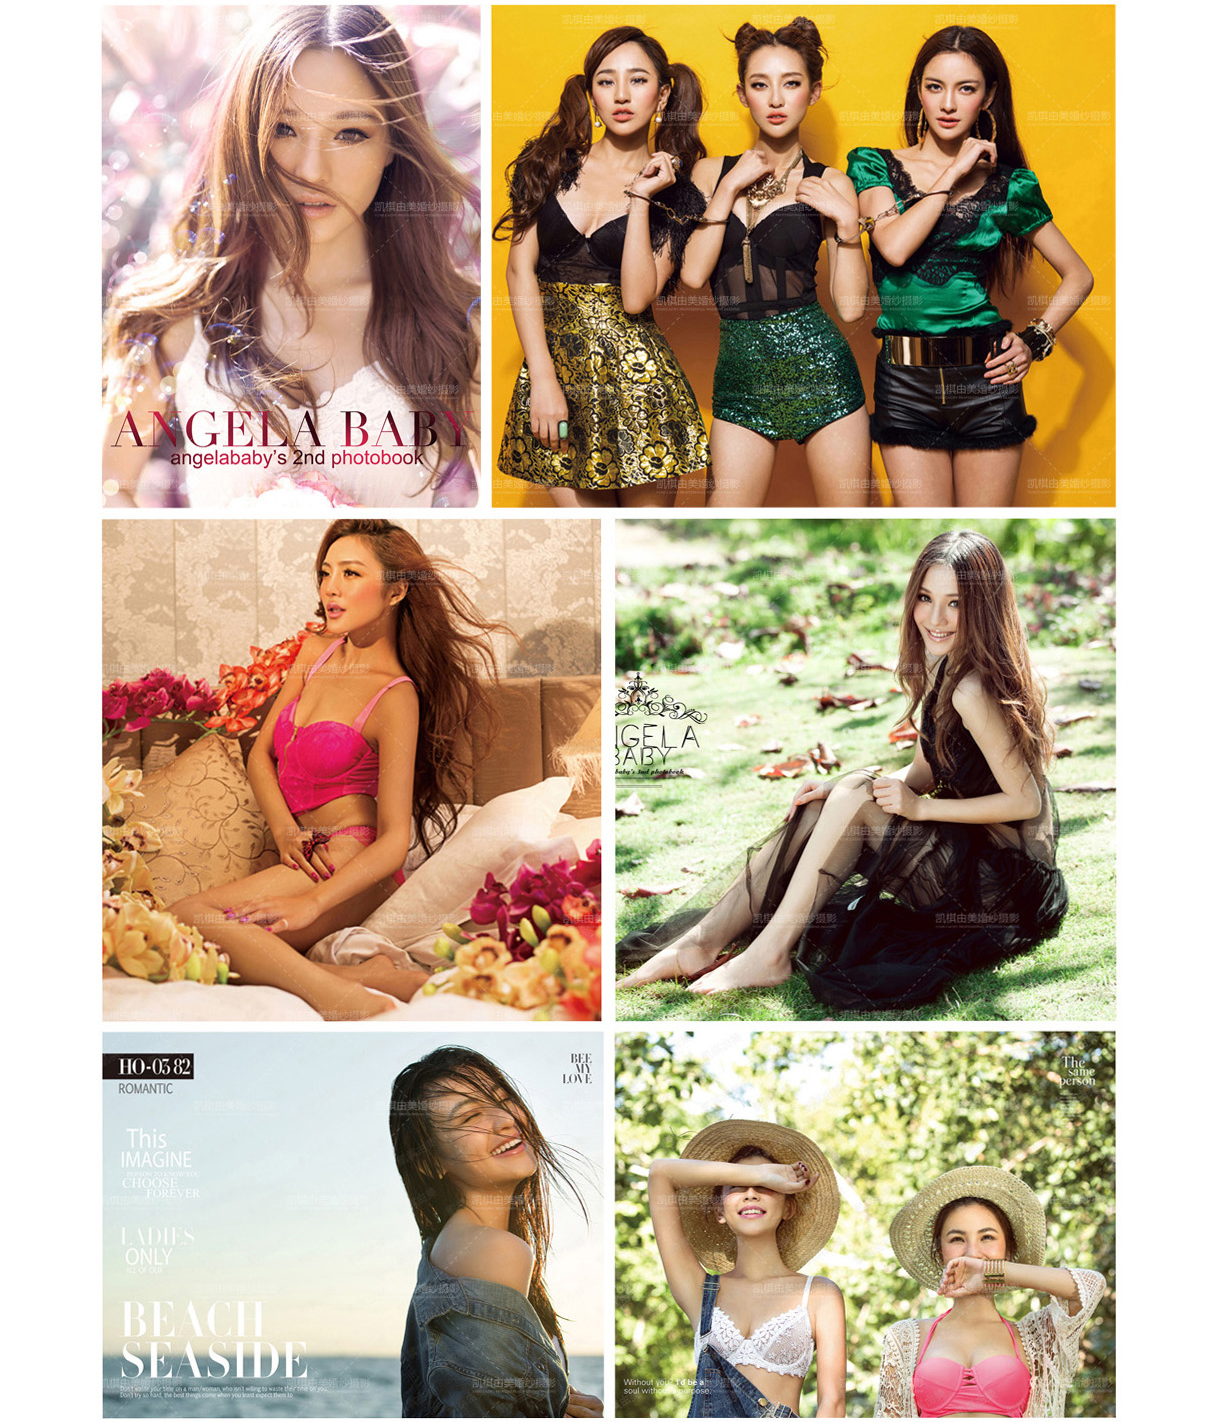 ANGELA BABY
angelababy's 2nd photobook
凯棋由美婚纱摄影
NGELA
BABY
baby's 2nd photobook
HO-03 82
ROMANTIC
BEE
MY
LOVE
This
IMAGINE
CHOOSE
FOREVER
LADIES
ONLY
BEACH
SEASIDE
Don't waste your time on a man/woman, who isn't willing to waste their time on you.
Don't try so hard, the best things come when you least expect them to.
The
same
person
Without you? I'd be a
soul without a purpose.